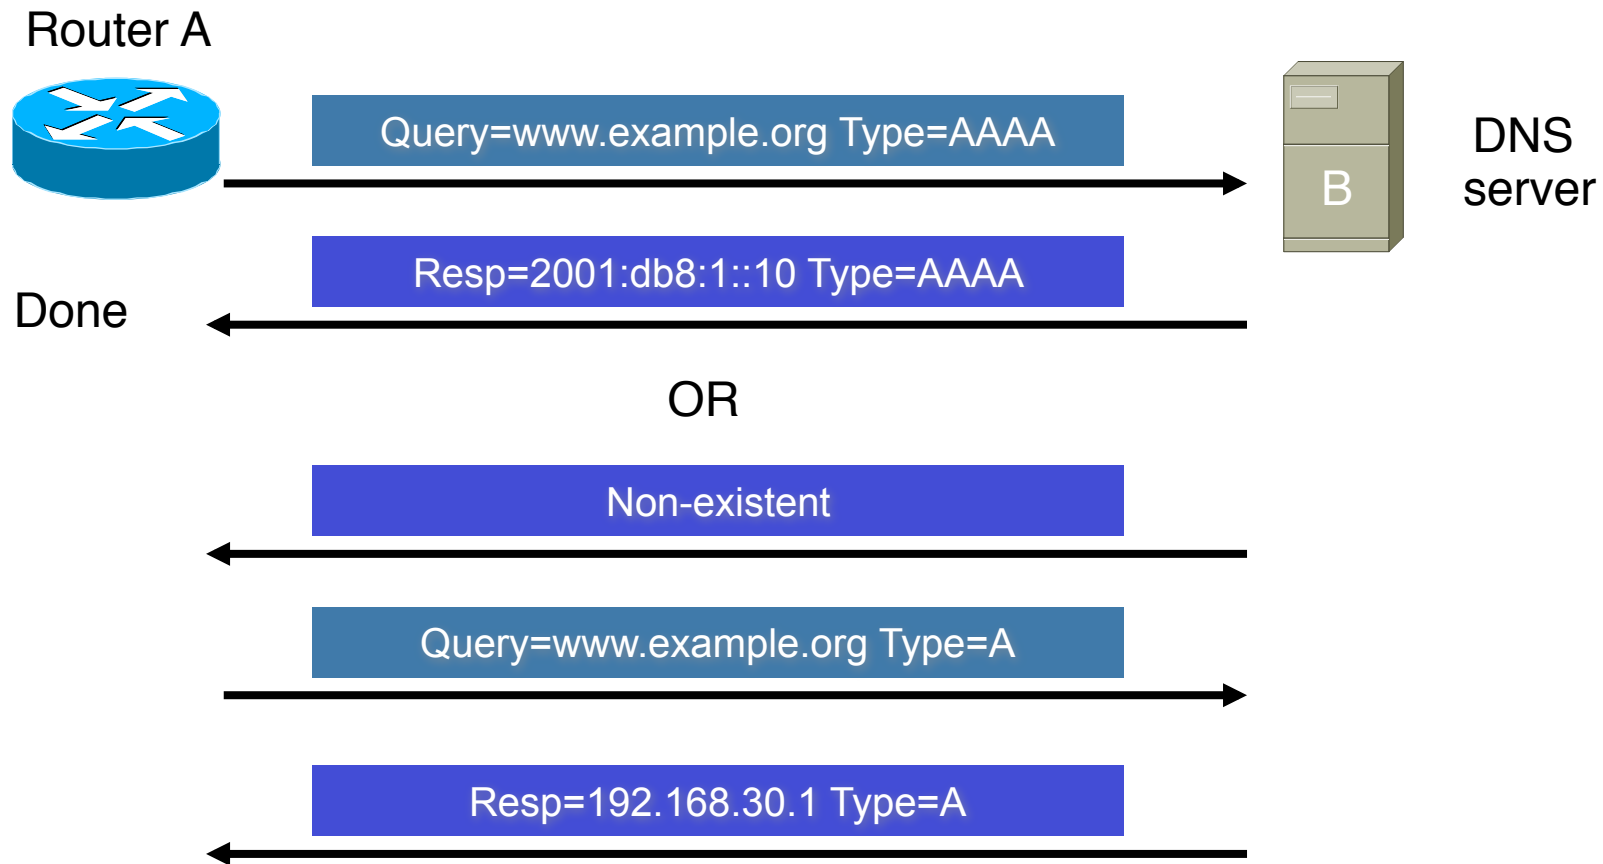 Router A
Query=www.example.org Type=AAAA
B
DNS
server
Resp=2001:db8:1::10 Type=AAAA
Done
OR
Non-existent
Query=www.example.org Type=A
Resp=192.168.30.1 Type=A